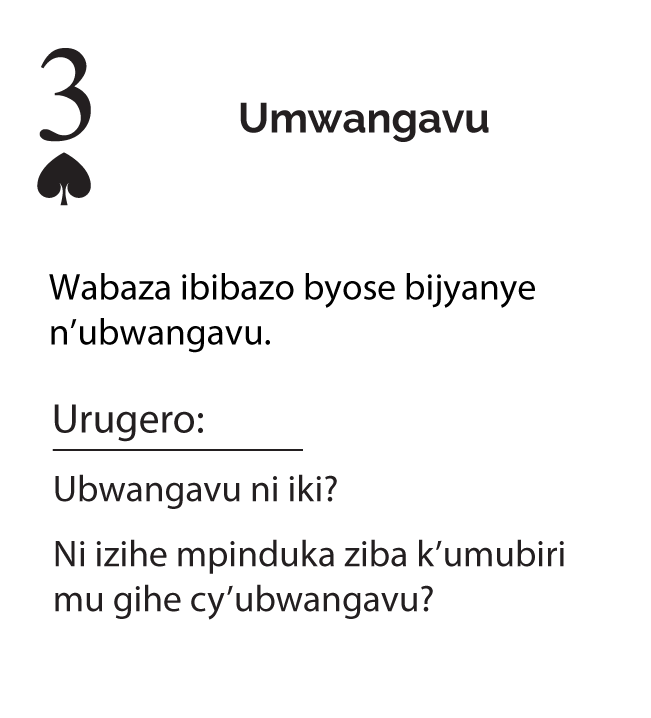 3
Umwangavu
Wabaza ibibazo byose bijyanye
n’ubwangavu.
Urugero:
Ubwangavu ni iki?
Ni izihe mpinduka ziba k’umubiri
mu gihe cy’ubwangavu?